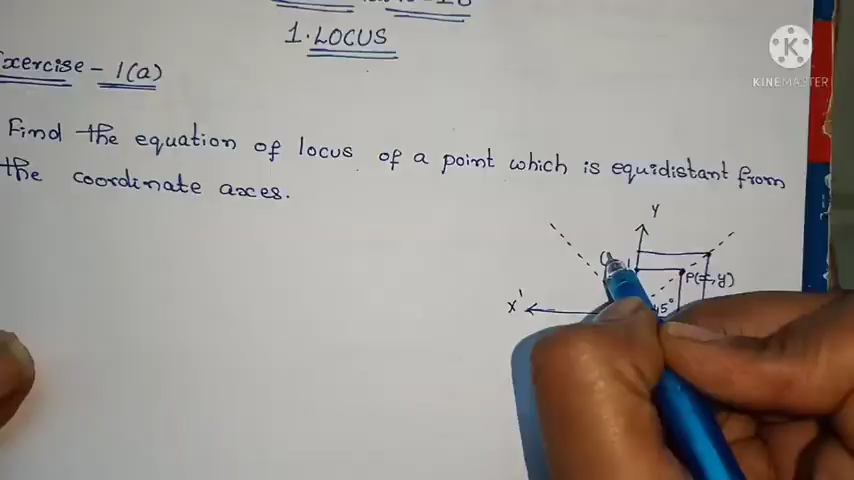 1. LOCUS
Exercise - 1(a)
Find the equation of locus of a point which is equidistant from
the coordinate axes.
Y
P(x,y)
X'
45°
K
KINEMASTER